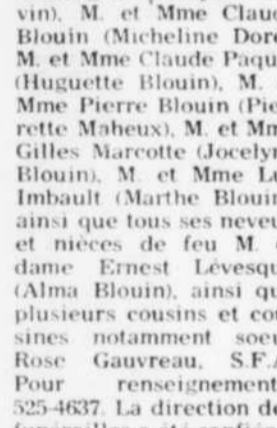 vin), M. et Mme Claud
Blouin (Micheline Dore
M. et Mme Claude Paqu
(Huguette Blouin), M.
Mme Pierre Blouin (Pie
rette Maheux), M. et Mm
Gilles Marcotte (Jocelyn
Blouin), M. et Mme Lu
Imbault (Marthe Blouin
ainsi que tous ses neveu
et nièces de feu M.
dame Ernest Lévesqu
(Alma Blouin), ainsi qu
plusieurs cousins et cou
sines notamment soeu
Rose Gauvreau, S.F.A
Pour renseignement
525-4637. La direction de